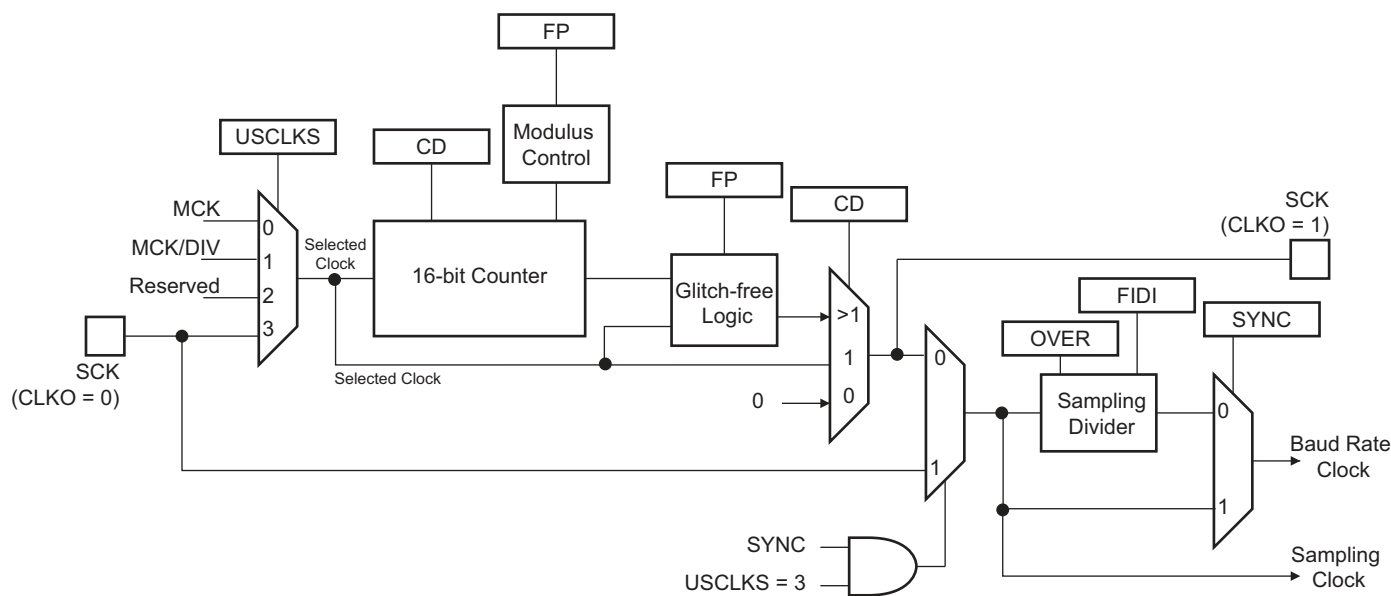 FP
USCLKS
CD
Modulus
Control
FP
CD
SCK
(CLKO = 1)
MCK
0
MCK/DIV
1
Reserved
2
3
Selected
Clock
16-bit Counter
Glitch-free
Logic
>1
1
0
0
SCK
(CLKO = 0)
Selected Clock
FIDI
OVER
SYNC
0
1
Sampling
Divider
0
1
Baud Rate
Clock
SYNC
USCLKS = 3
Sampling
Clock